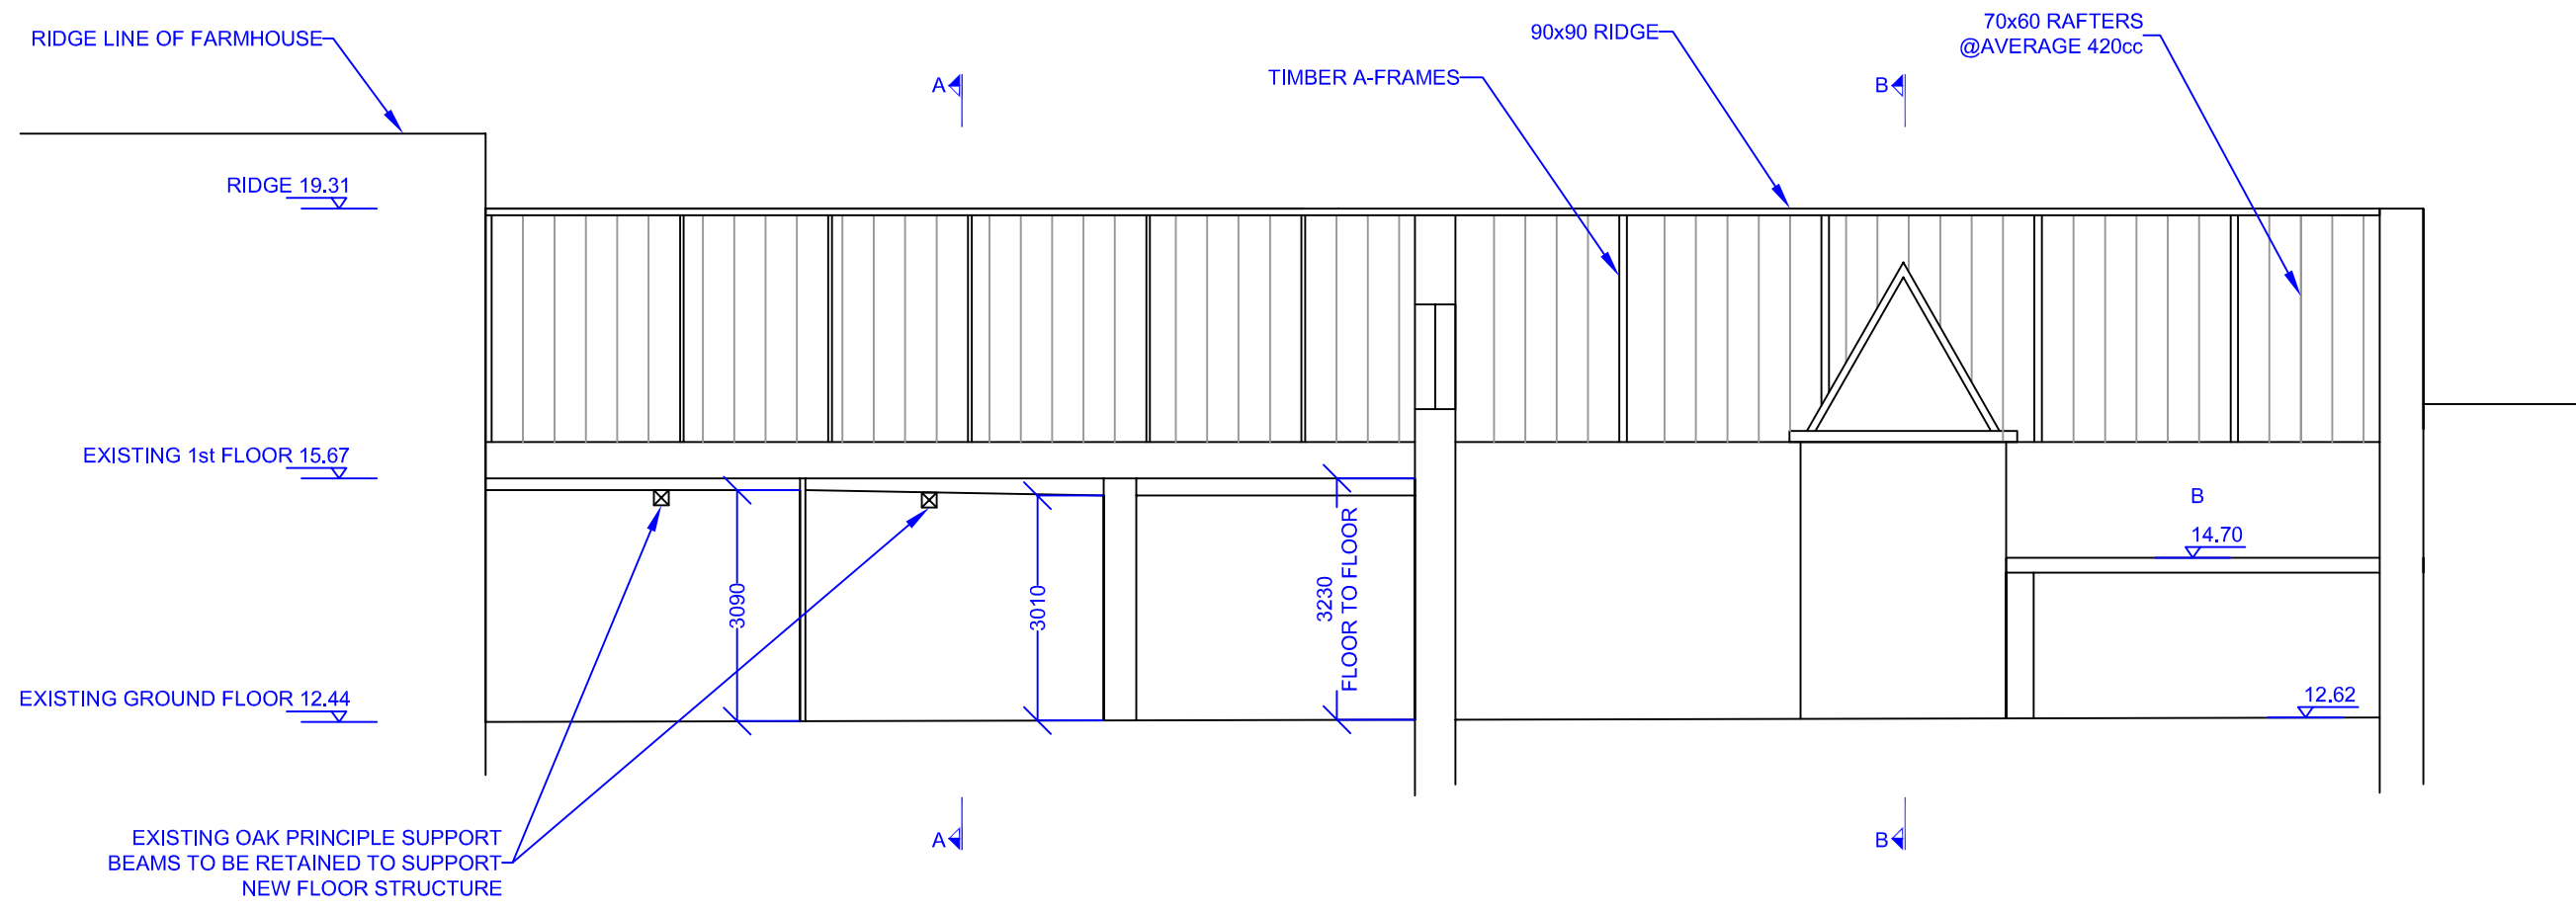 70x60 RAFTERS
@AVERAGE 420cc
90x90 RIDGE
RIDGE LINE OF FARMHOUSE
TIMBER A-FRAMES
A
B
RIDGE 19.31
EXISTING 1st FLOOR 15.67
B
14.70
3090
3010
3230
FLOOR TO FLOOR
EXISTING GROUND FLOOR 12.44
12.62
A
B
EXISTING OAK PRINCIPLE SUPPORT
BEAMS TO BE RETAINED TO SUPPORT
NEW FLOOR STRUCTURE